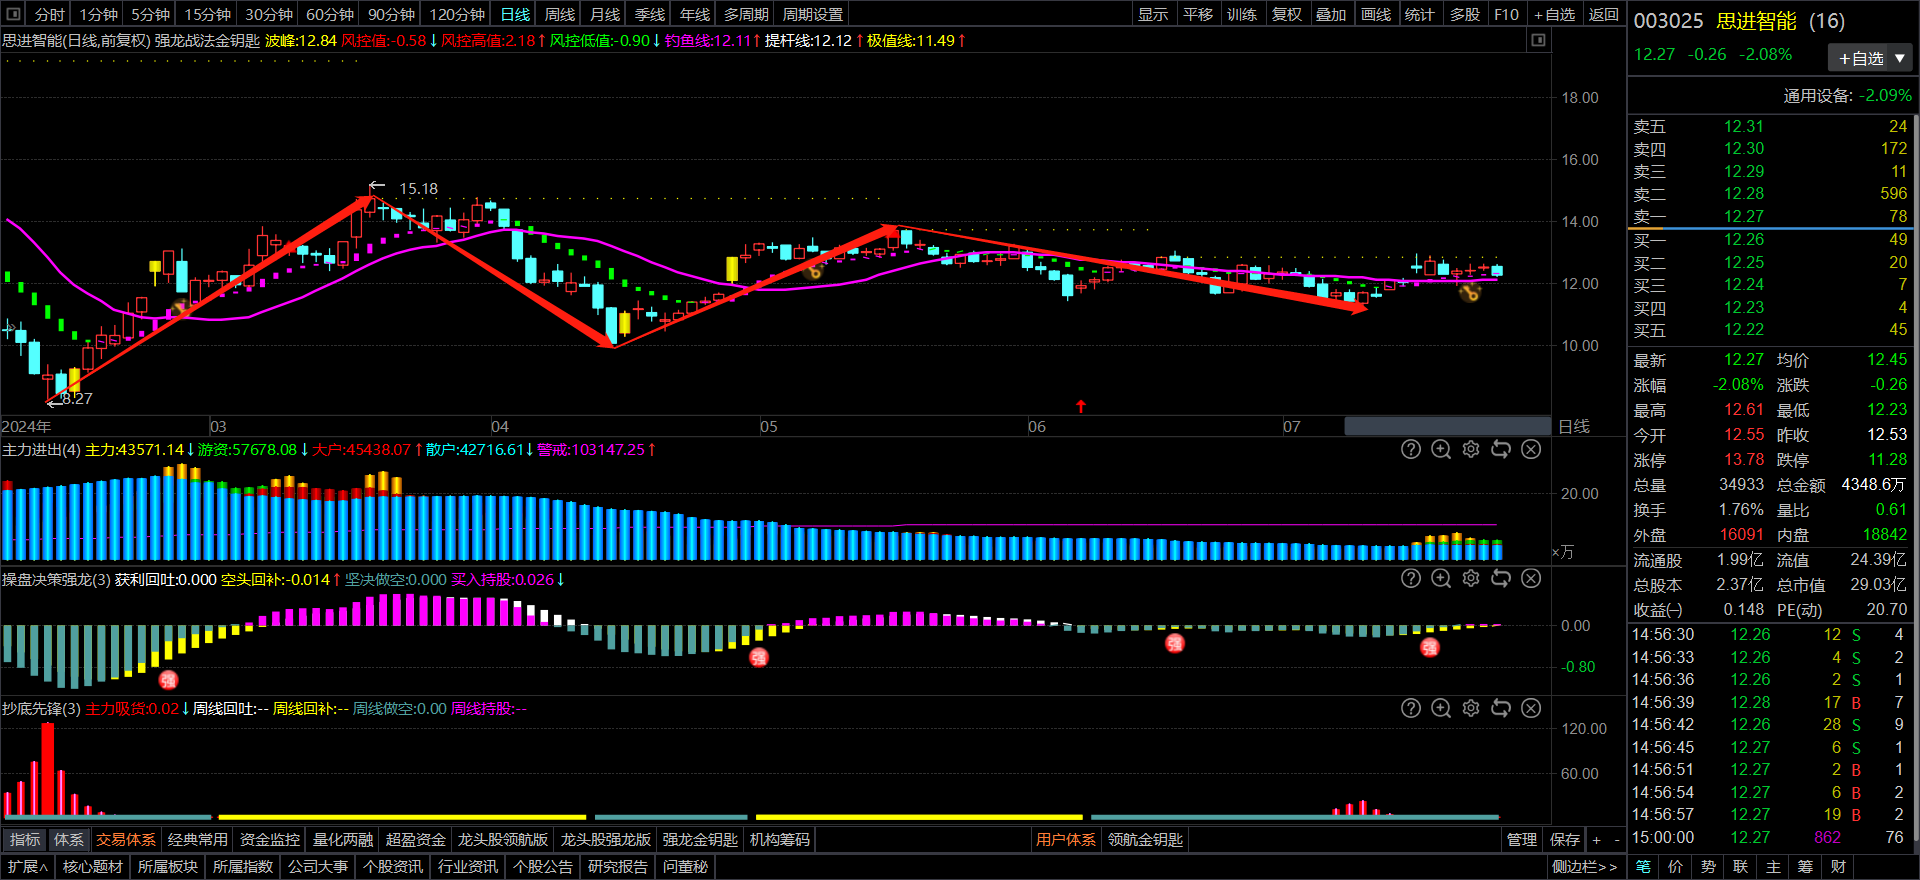 分时 1分钟 5分钟 15分钟 30分钟 60分钟 90分钟 120分钟 日线 周线 月线 季线 年线 多周期 周期设置 显示 平移 训练 复权 叠加 画线 统计 多股 F10 +自选 返回
思进智能(日线,前复权) 强龙战法金钥匙 波峰:12.84 风控值:-0.58↓ 风控高值:2.18↑ 风控低值:-0.90↓ 钓鱼线:12.11↑ 提杆线:12.12↑ 极值线:11.49↑
18.00
16.00
15.18
14.00
12.00
10.00
8.27
2024年 03 04 05 06 07 日线
主力进出(4) 主力:43571.14↓ 游资:57678.08↓ 大户:45438.07↑ 散户:42716.61↓ 警戒:103147.25↑
20.00
×万
操盘决策强龙(3) 获利回吐:0.000 空头回补:-0.014↑ 坚决做空:0.000 买入持股:0.026↓
0.00
强 强 强 强
-0.80
抄底先锋(3) 主力吸货:0.02↓ 周线回吐:-- 周线回补:-- 周线做空:0.00 周线持股:--
120.00
60.00
指标 体系 交易体系 经典常用 资金监控 量化两融 超盈资金 龙头股领航版 龙头股强龙版 强龙金钥匙 机构筹码 用户体系 领航金钥匙 管理 保存 + -
扩展∧ 核心题材 所属板块 所属指数 公司大事 个股资讯 行业资讯 个股公告 研究报告 问董秘 侧边栏>>
003025 思进智能 (16)
12.27 -0.26 -2.08% +自选 ▼
通用设备: -2.09%
卖五 12.31 24
卖四 12.30 172
卖三 12.29 11
卖二 12.28 596
卖一 12.27 78
买一 12.26 49
买二 12.25 20
买三 12.24 7
买四 12.23 4
买五 12.22 45
最新 12.27 均价 12.45
涨幅 -2.08% 涨跌 -0.26
最高 12.61 最低 12.23
今开 12.55 昨收 12.53
涨停 13.78 跌停 11.28
总量 34933 总金额 4348.6万
换手 1.76% 量比 0.61
外盘 16091 内盘 18842
流通股 1.99亿 流值 24.39亿
总股本 2.37亿 总市值 29.03亿
收益㈠ 0.148 PE(动) 20.70
14:56:30 12.26 12 S 4
14:56:33 12.26 4 S 2
14:56:36 12.26 2 S 1
14:56:39 12.28 17 B 7
14:56:42 12.26 28 S 9
14:56:45 12.27 6 S 1
14:56:51 12.27 2 B 1
14:56:54 12.27 6 B 2
14:56:57 12.27 19 B 2
15:00:00 12.27 862 76
笔 价 势 联 主 筹 财